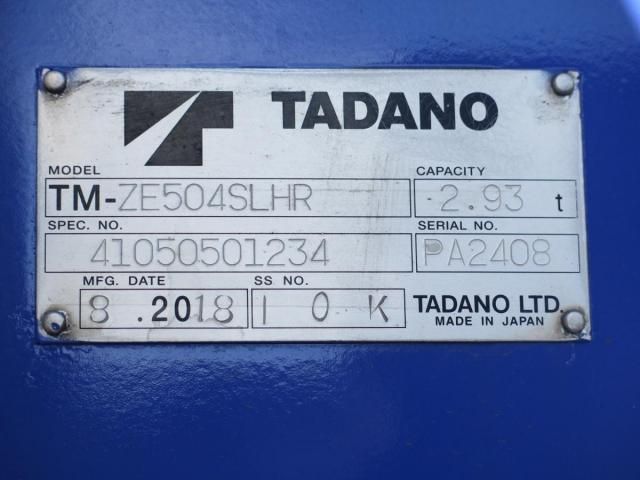 TADANO
MODEL CAPACITY
TM-ZE504SLHR 2.93 t
SPEC. NO. SERIAL NO.
41050501234 PA2408
MFG. DATE SS NO.
8 .2018 10K TADANO LTD.
MADE IN JAPAN